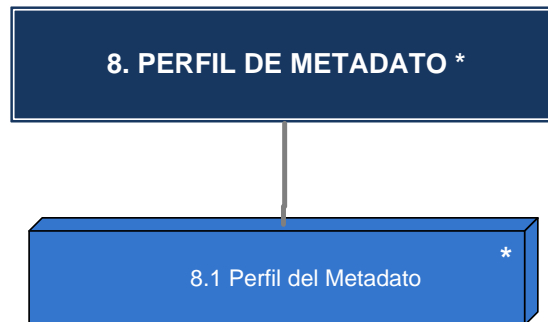 8. PERFIL DE METADATO *
*
8.1 Perfil del Metadato